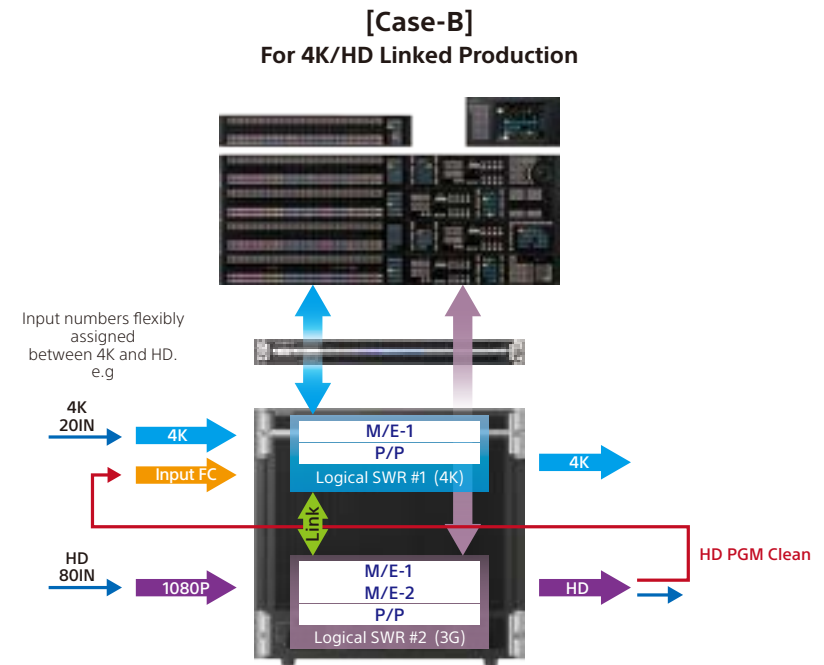 [Case-B]
For 4K/HD Linked Production
Input numbers flexibly
assigned
between 4K and HD.
e.g
4K
20IN
4K
Input FC
M/E-1
P/P
Logical SWR #1 (4K)
4K
Link
HD PGM Clean
HD
80IN
1080P
M/E-1
M/E-2
P/P
Logical SWR #2 (3G)
HD